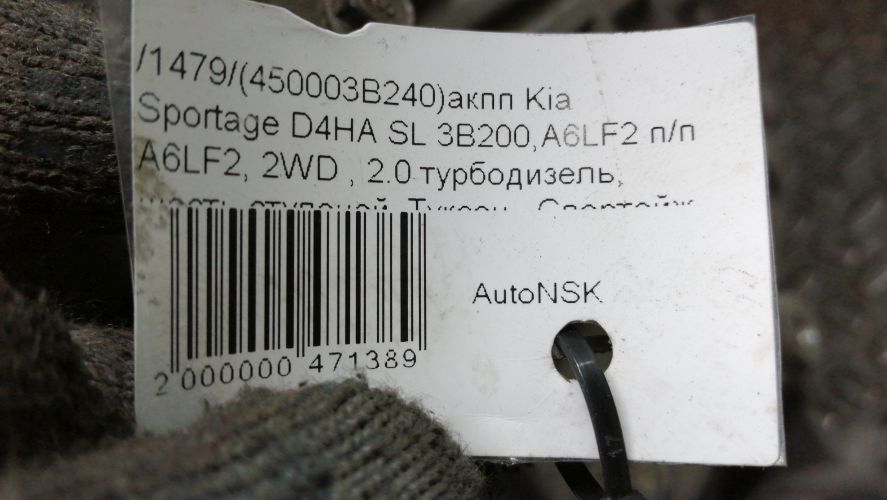 /1479/(450003B240)акпп Kia
Sportage D4HA SL 3B200,A6LF2 п/п
A6LF2, 2WD , 2.0 турбодизель,
AutoNSK
2 000000 471389